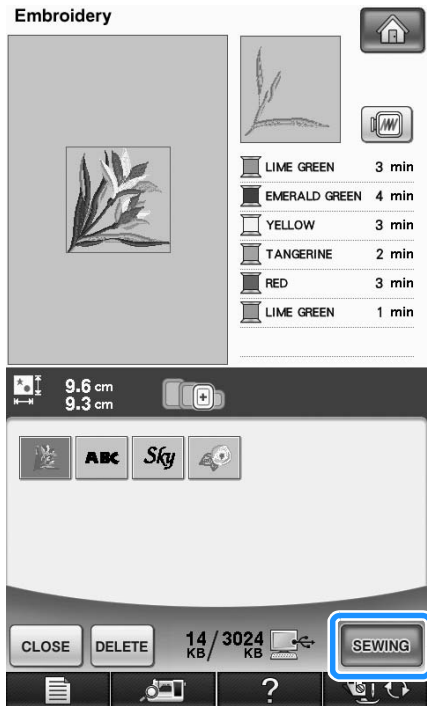 Embroidery
LIME GREEN 3 min
EMERALD GREEN 4 min
YELLOW 3 min
TANGERINE 2 min
RED 3 min
LIME GREEN 1 min
9.6 cm
9.3 cm
ABC Sky
CLOSE DELETE 14 KB / 3024 KB SEWING
?